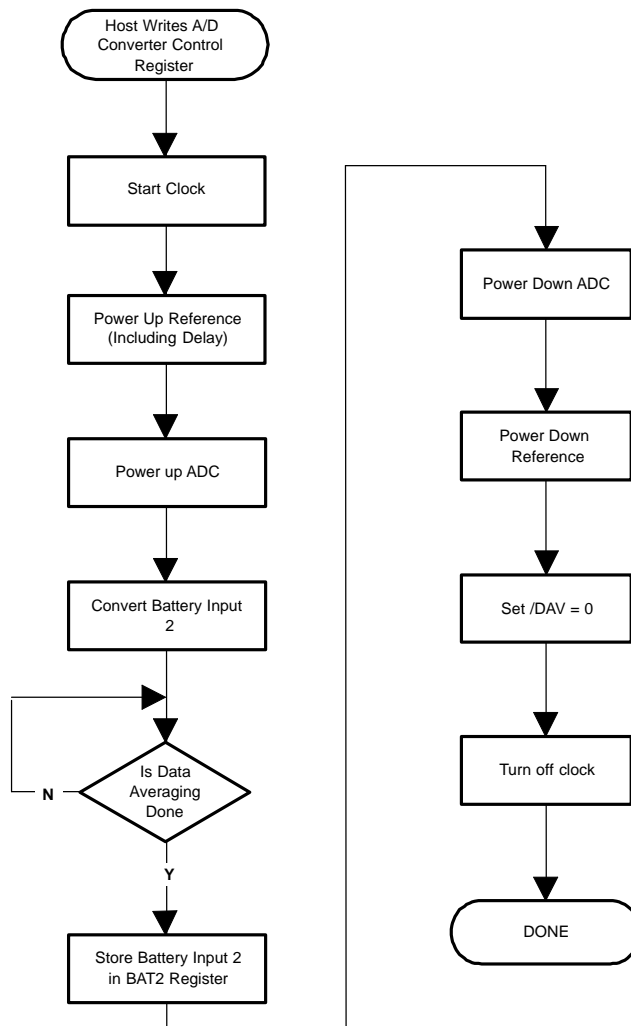 Host Writes A/D
Converter Control
Register
Start Clock
Power Up Reference
(Including Delay)
Power up ADC
Convert Battery Input
2
Is Data
Averaging
Done
N
Y
Store Battery Input 2
in BAT2 Register
Power Down ADC
Power Down
Reference
Set /DAV = 0
Turn off clock
DONE